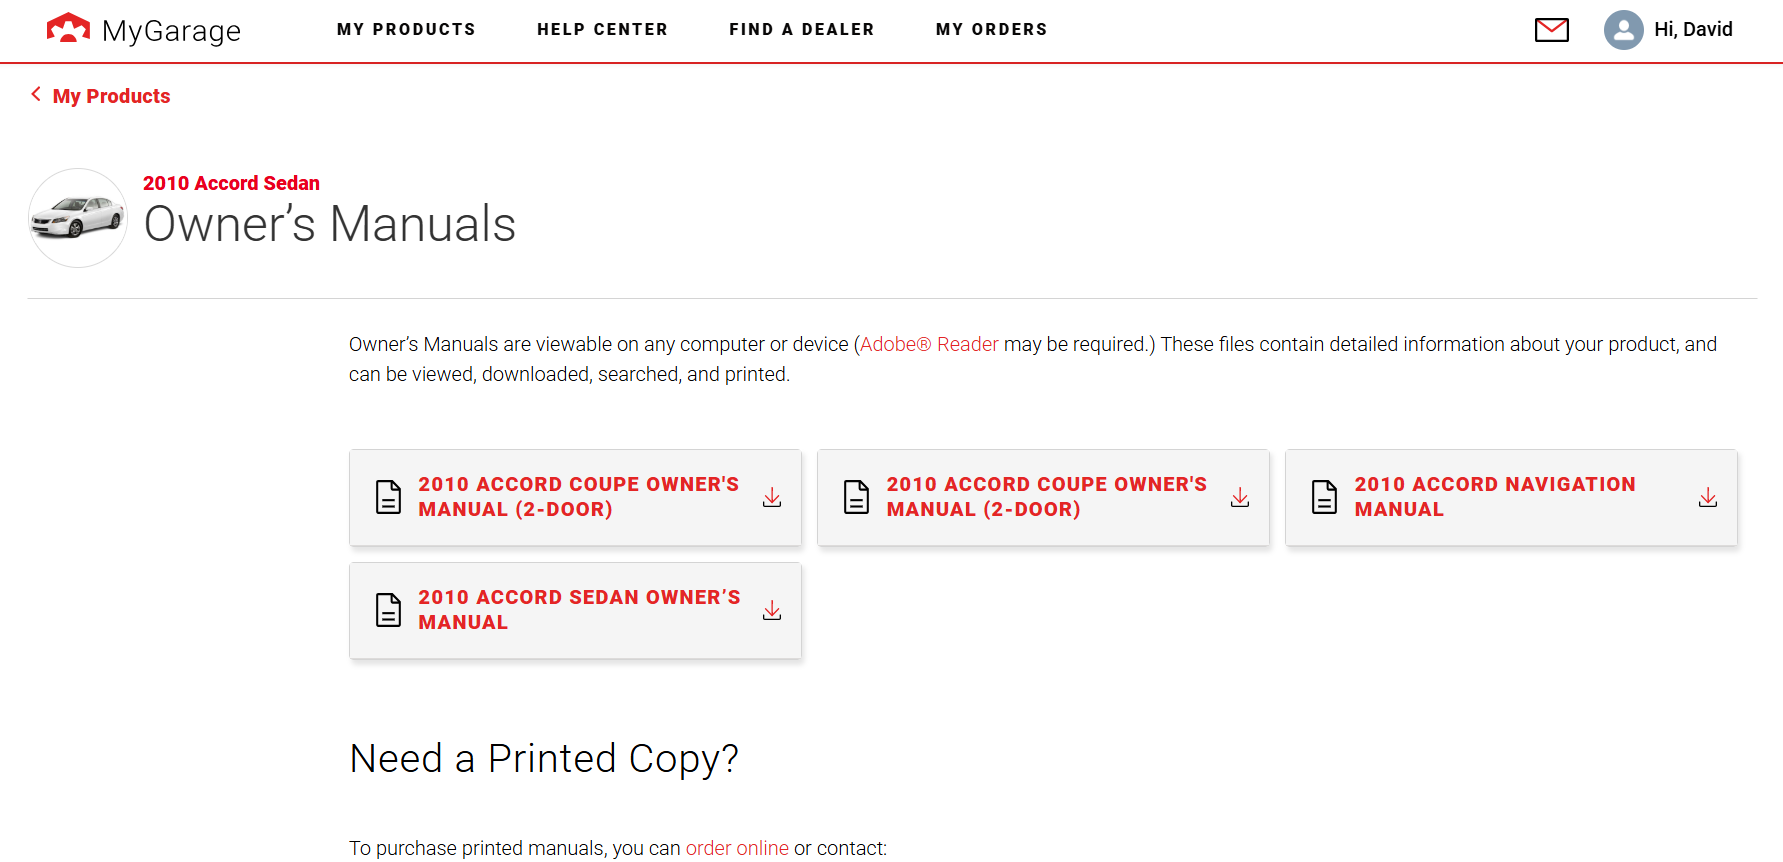 MyGarage
MY PRODUCTS
HELP CENTER
FIND A DEALER
MY ORDERS
Hi, David
My Products
2010 Accord Sedan
Owner’s Manuals
Owner’s Manuals are viewable on any computer or device (Adobe® Reader may be required.) These files contain detailed information about your product, and
can be viewed, downloaded, searched, and printed.
2010 ACCORD COUPE OWNER'S
MANUAL (2-DOOR)
2010 ACCORD COUPE OWNER'S
MANUAL (2-DOOR)
2010 ACCORD NAVIGATION
MANUAL
2010 ACCORD SEDAN OWNER’S
MANUAL
Need a Printed Copy?
To purchase printed manuals, you can order online or contact: